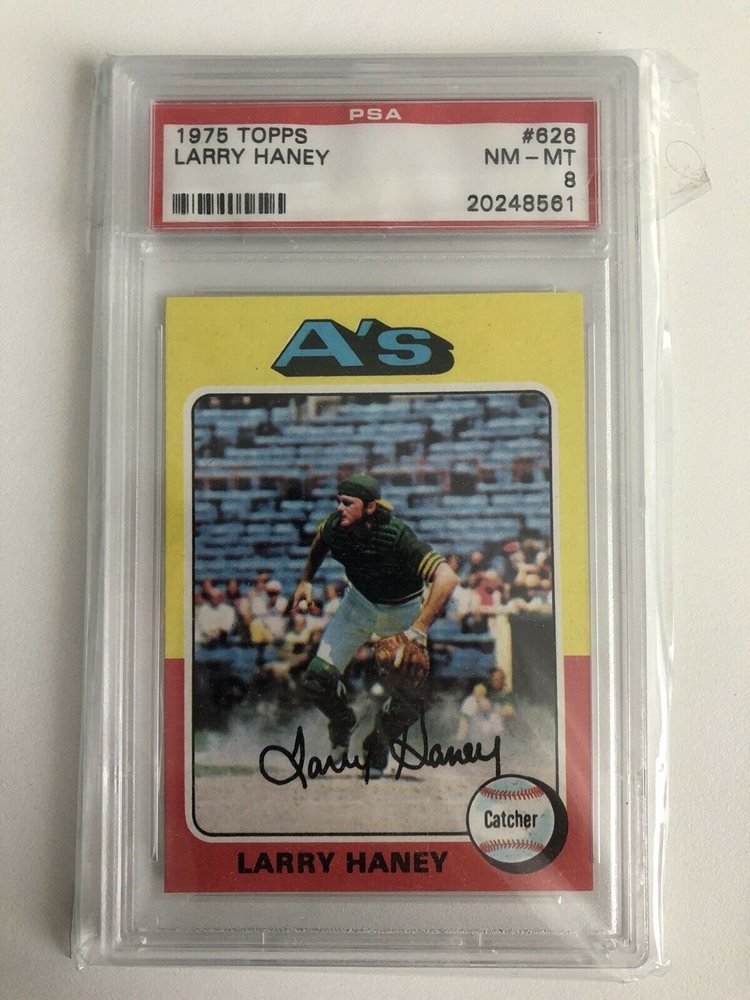 PSA
1975 TOPPS #626
LARRY HANEY NM-MT
8
20248561
A's
Larry Haney
Catcher
LARRY HANEY